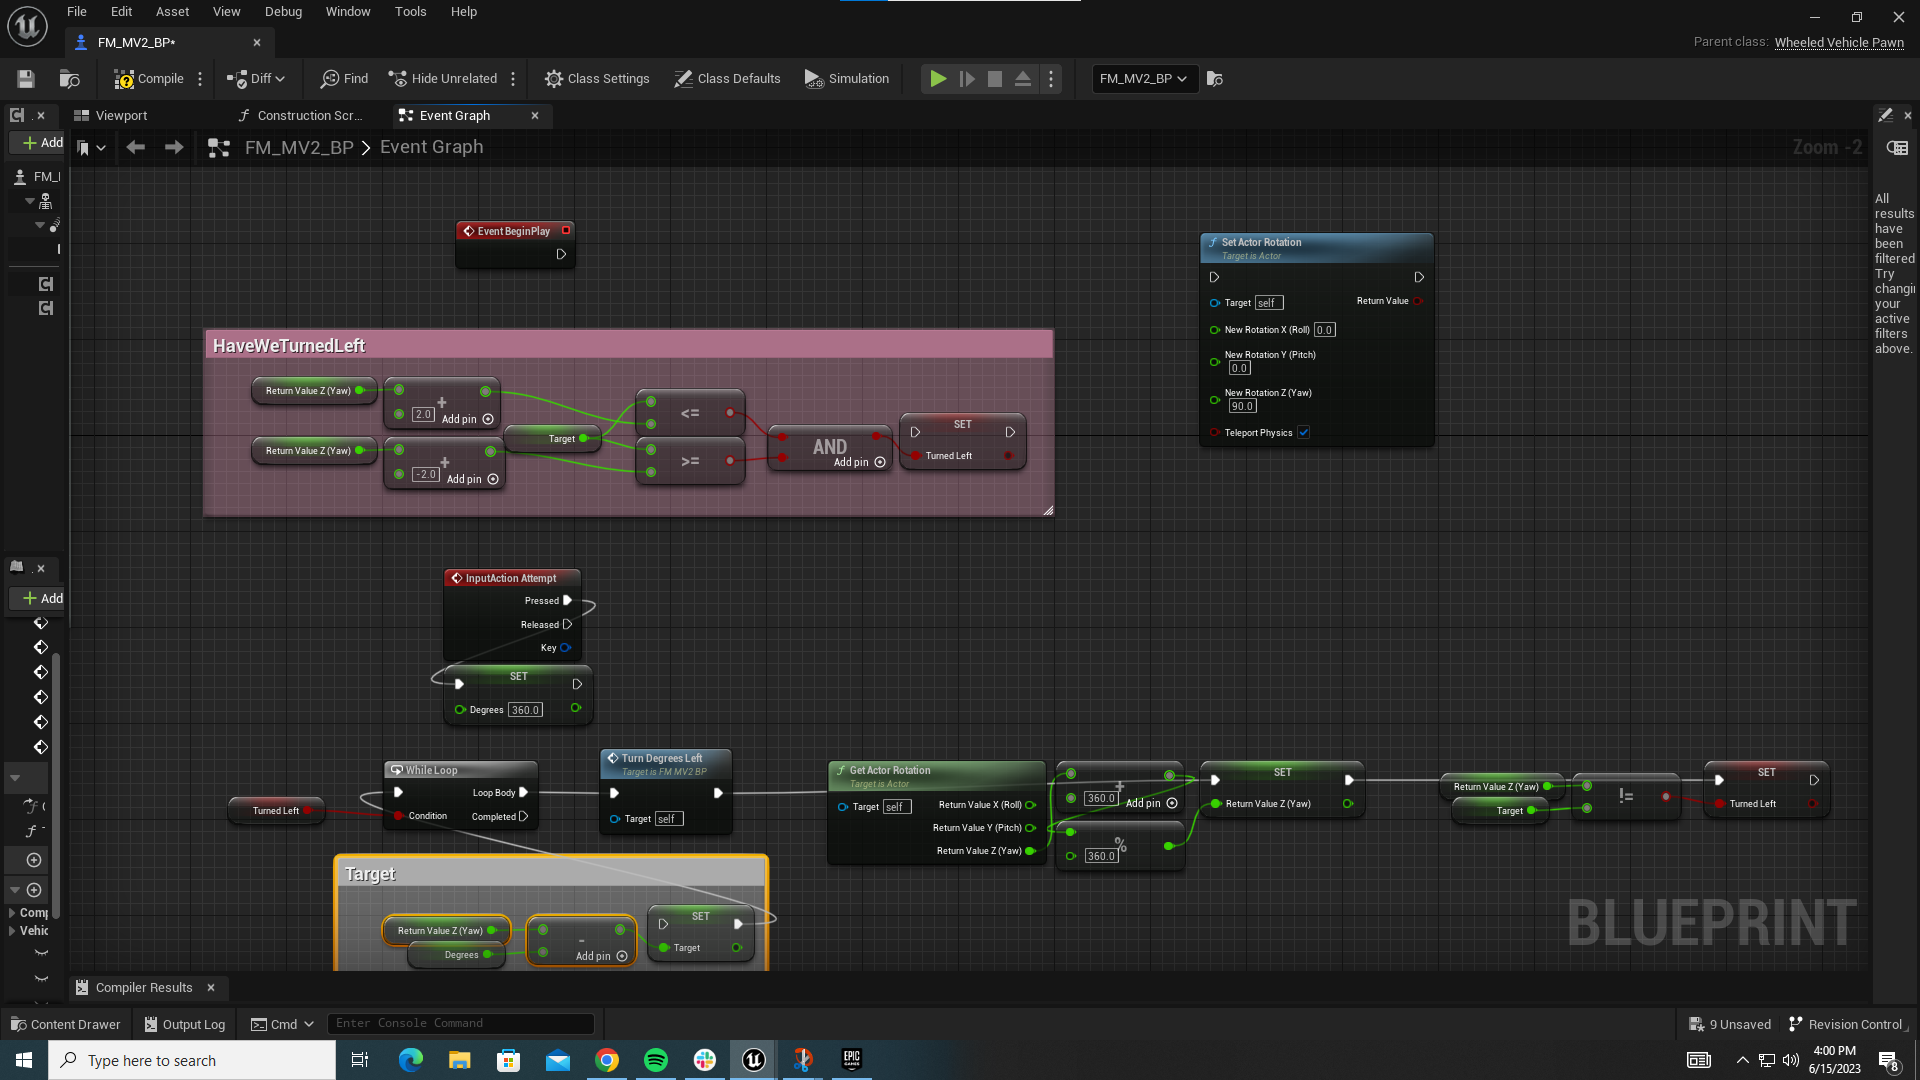 File Edit Asset View Debug Window Tools Help
FM_MV2_BP*
Parent class: Wheeled Vehicle Pawn
Compile Diff Find Hide Unrelated Class Settings Class Defaults Simulation FM_MV2_BP
Viewport Construction Scr... Event Graph
Add
FM_MV2_BP > Event Graph
Zoom -2
All results have been filtered. Try changing your active filters above.
Event BeginPlay
Set Actor Rotation
Target is Actor
Target self Return Value
New Rotation X (Roll) 0.0
New Rotation Y (Pitch)
0.0
New Rotation Z (Yaw)
90.0
Teleport Physics
HaveWeTurnedLeft
Return Value Z (Yaw) + 2.0 Add pin
Return Value Z (Yaw) + -2.0 Add pin
Target
<=
>=
AND
Add pin
SET
Turned Left
InputAction Attempt
Pressed
Released
Key
SET
Degrees 360.0
Add
Turned Left
While Loop
Loop Body
Condition Completed
Turn Degrees Left
Target is FM MV2 BP
Target self
Get Actor Rotation
Target is Actor
Target self Return Value X (Roll)
Return Value Y (Pitch)
Return Value Z (Yaw)
+
360.0 Add pin
%
360.0
SET
Return Value Z (Yaw)
Return Value Z (Yaw)
Target
!=
SET
Turned Left
Target
Return Value Z (Yaw)
Degrees
-
Add pin
SET
Target
BLUEPRINT
Comp
Vehic
Compiler Results
Content Drawer Output Log Cmd Enter Console Command 9 Unsaved Revision Control
Type here to search
EPIC GAMES
4:00 PM
6/15/2023
8